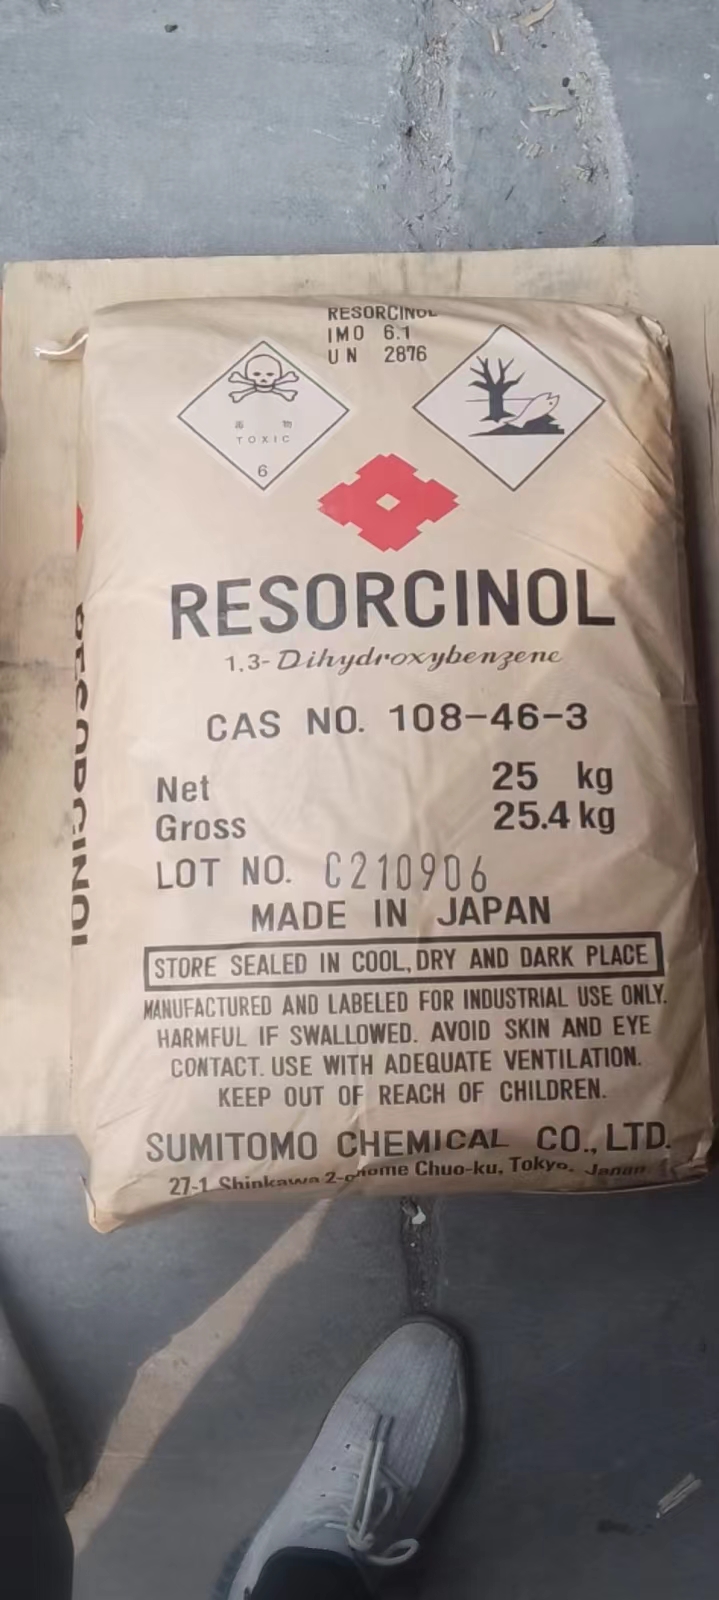 RESORCINOL
IMO 6.1
UN 2876
毒 物
TOXIC
6
RESORCINOL
1,3-Dihydroxybenzene
CAS NO. 108-46-3
Net 25 kg
Gross 25.4 kg
LOT NO. C210906
MADE IN JAPAN
STORE SEALED IN COOL, DRY AND DARK PLACE
MANUFACTURED AND LABELED FOR INDUSTRIAL USE ONLY.
HARMFUL IF SWALLOWED. AVOID SKIN AND EYE
CONTACT. USE WITH ADEQUATE VENTILATION.
KEEP OUT OF REACH OF CHILDREN.
SUMITOMO CHEMICAL CO., LTD.
27-1 Shinkawa 2-chome Chuo-ku, Tokyo, Japan
RESORCINOL